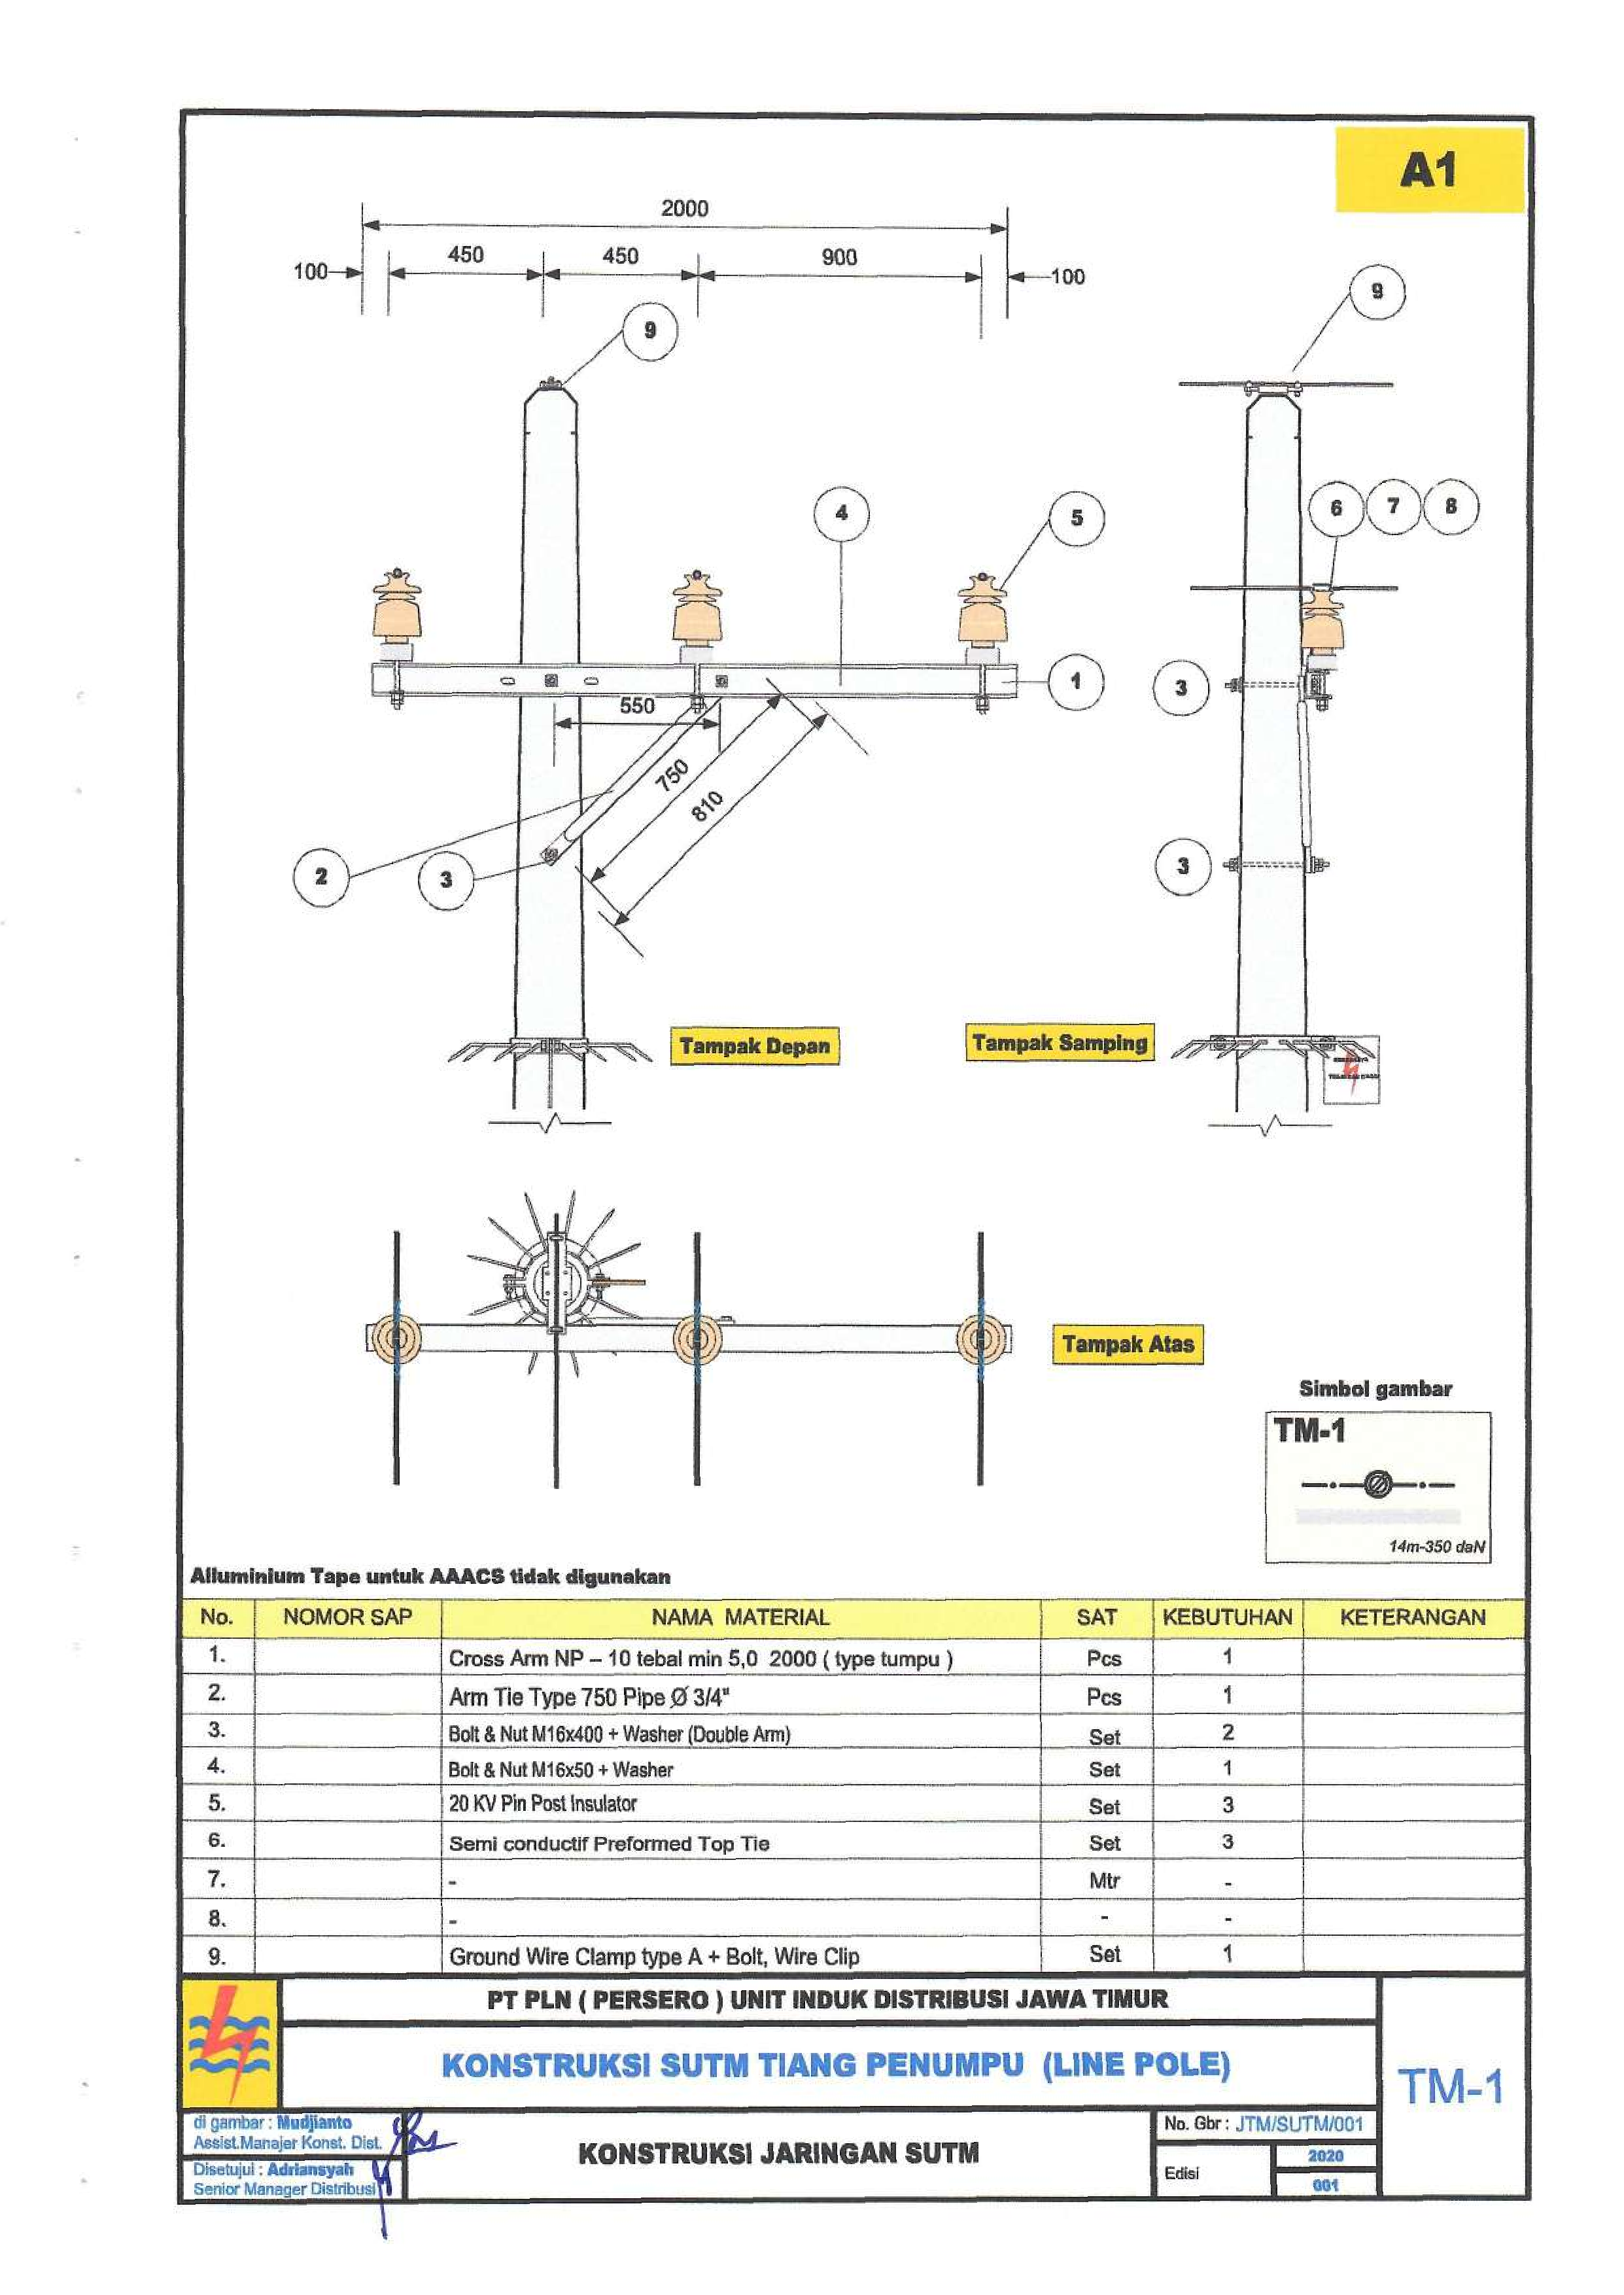 A1
2000
450 450 900
100 100
9
9
4
5
6 7 8
1
3
550
750
810
2
3
3
Tampak Depan
Tampak Samping
Tampak Atas
Simbol gambar
TM-1
14m-350 daN
Alluminium Tape untuk AAACS tidak digunakan
No. NOMOR SAP NAMA MATERIAL SAT KEBUTUHAN KETERANGAN
1. Cross Arm NP – 10 tebal min 5,0 2000 ( type tumpu ) Pcs 1
2. Arm Tie Type 750 Pipe Ø 3/4" Pcs 1
3. Bolt & Nut M16x400 + Washer (Double Arm) Set 2
4. Bolt & Nut M16x50 + Washer Set 1
5. 20 KV Pin Post Insulator Set 3
6. Semi conductif Preformed Top Tie Set 3
7. - Mtr -
8. - - -
9. Ground Wire Clamp type A + Bolt, Wire Clip Set 1
PT PLN ( PERSERO ) UNIT INDUK DISTRIBUSI JAWA TIMUR
KONSTRUKSI SUTM TIANG PENUMPU (LINE POLE)
TM-1
di gambar : Mudjianto
Assist.Manajer Konst. Dist.
Disetujui : Adriansyah
Senior Manager Distribusi
KONSTRUKSI JARINGAN SUTM
No. Gbr : JTM/SUTM/001
Edisi
2020
001